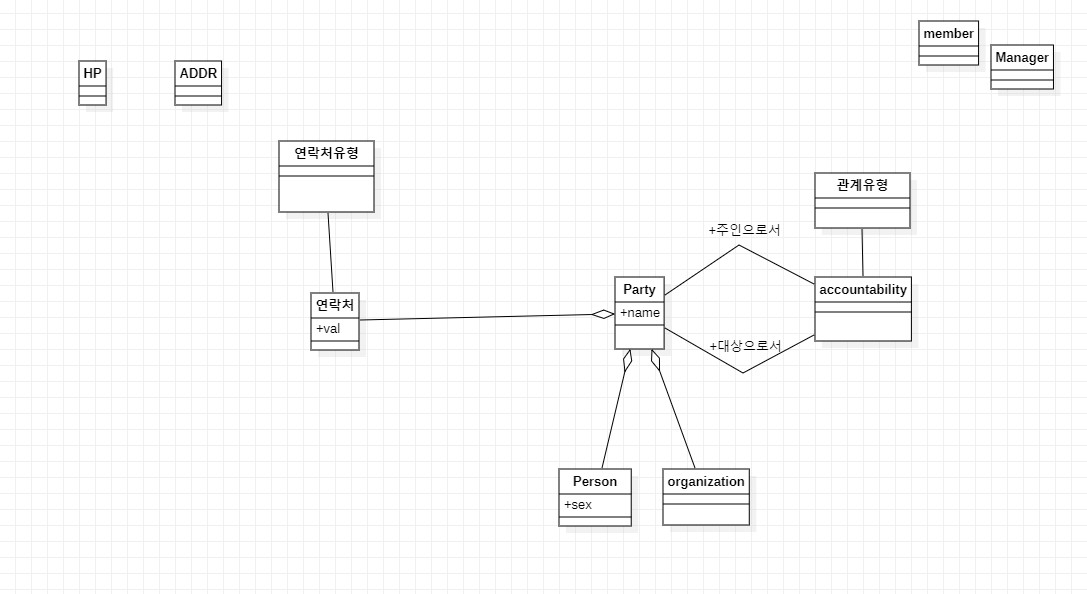 member
Manager
HP
ADDR
연락처유형
관계유형
+주인으로서
Party
+name
accountability
연락처
+val
+대상으로서
Person
+sex
organization